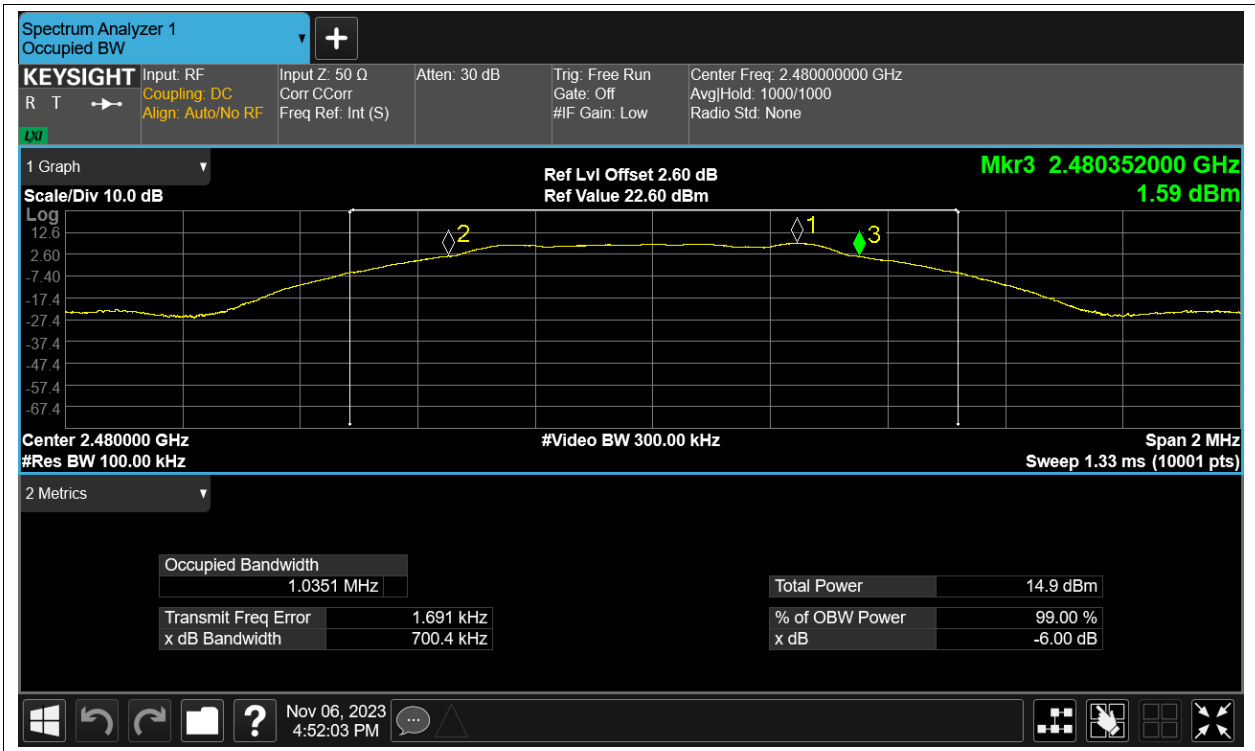 Spectrum Analyzer 1
Occupied BW
KEYSIGHT
R T
LXI
Input: RF
Coupling: DC
Align: Auto/No RF
Input Z: 50 Ω
Corr CCorr
Freq Ref: Int (S)
Atten: 30 dB
Trig: Free Run
Gate: Off
#IF Gain: Low
Center Freq: 2.480000000 GHz
Avg|Hold: 1000/1000
Radio Std: None
1 Graph
Scale/Div 10.0 dB
Ref Lvl Offset 2.60 dB
Ref Value 22.60 dBm
Mkr3 2.480352000 GHz
1.59 dBm
Log
12.6
2.60
-7.40
-17.4
-27.4
-37.4
-47.4
-57.4
-67.4
2
1
3
Center 2.480000 GHz
#Res BW 100.00 kHz
#Video BW 300.00 kHz
Span 2 MHz
Sweep 1.33 ms (10001 pts)
2 Metrics
Occupied Bandwidth
1.0351 MHz
Transmit Freq Error 1.691 kHz
x dB Bandwidth 700.4 kHz
Total Power 14.9 dBm
% of OBW Power 99.00 %
x dB -6.00 dB
?
Nov 06, 2023
4:52:03 PM